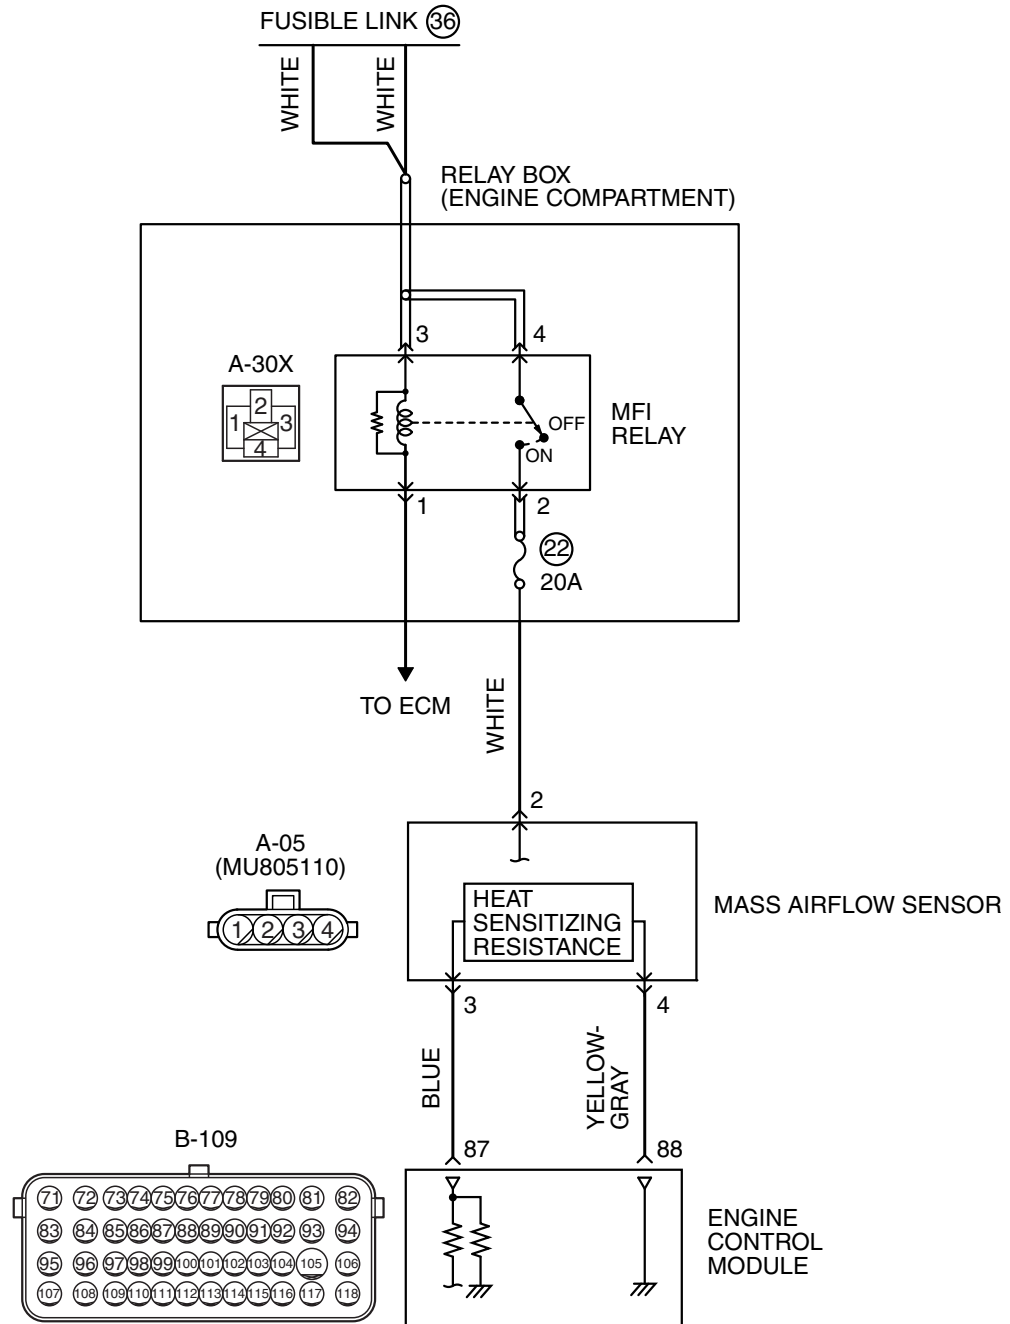 FUSIBLE LINK 36
WHITE
WHITE
RELAY BOX
(ENGINE COMPARTMENT)
3
4
A-30X
2
1
3
4
OFF
ON
MFI
RELAY
1
2
22
20A
TO ECM
WHITE
2
A-05
(MU805110)
1 2 3 4
HEAT
SENSITIZING
RESISTANCE
MASS AIRFLOW SENSOR
3
4
BLUE
YELLOW-
GRAY
B-109
87
88
71 72 73 74 75 76 77 78 79 80 81 82
83 84 85 86 87 88 89 90 91 92 93 94
95 96 97 98 99 100 101 102 103 104 105 106
107 108 109 110 111 112 113 114 115 116 117 118
ENGINE
CONTROL
MODULE